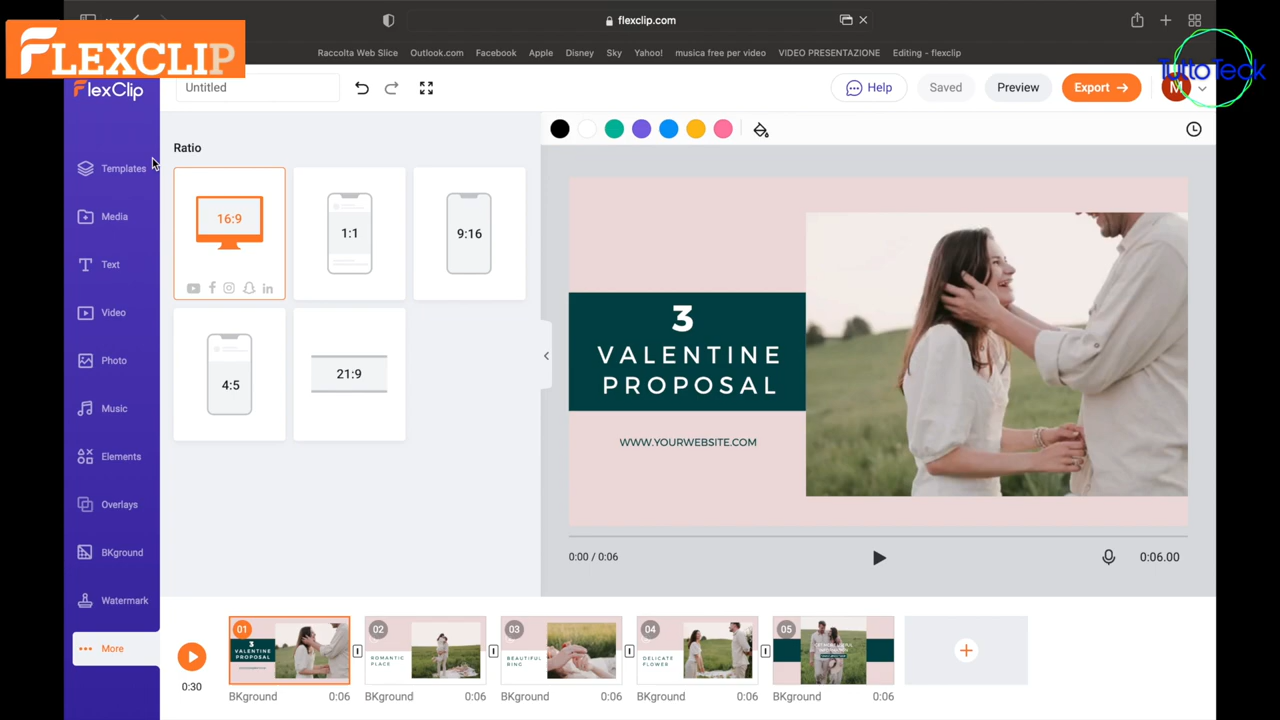 flexclip.com
FLEXCLIP
Raccolta Web Slice
Outlook.com
Facebook
Apple
Disney
Sky
Yahoo!
musica free per video
VIDEO PRESENTAZIONE
Editing - flexclip
TuttoTeck
FlexClip
Untitled
Help
Saved
Preview
Export
M
Ratio
Templates
Media
Text
Video
Photo
Music
Elements
Overlays
BKground
Watermark
More
16:9
1:1
9:16
4:5
21:9
3
VALENTINE
PROPOSAL
WWW.YOURWEBSITE.COM
0:00 / 0:06
0:06.00
0:30
01
3
VALENTINE
PROPOSAL
BKground 0:06
02
ROMANTIC
PLACE
BKground 0:06
03
BEAUTIFUL
RING
BKground 0:06
04
DELICATE
FLOWER
BKground 0:06
05
BKground 0:06